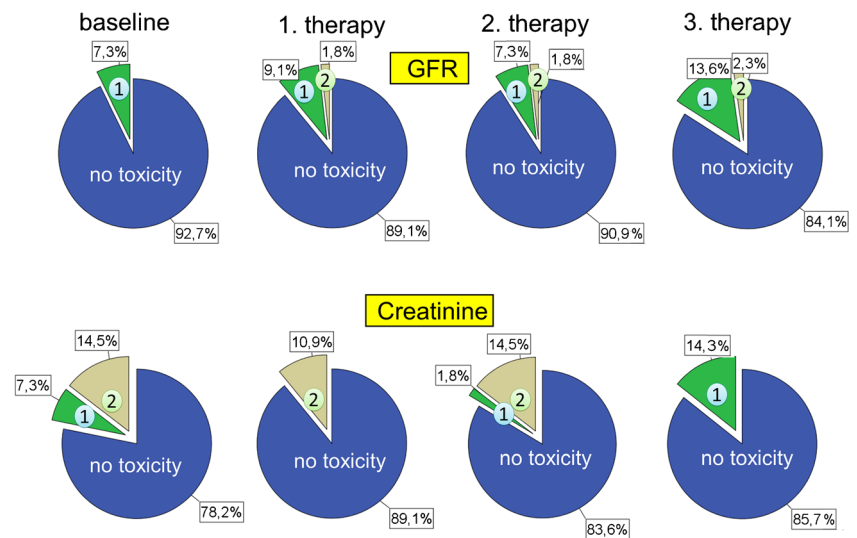 baseline
1. therapy
2. therapy
3. therapy
7,3%
9,1%
1,8%
GFR
7,3%
1,8%
13,6%
2,3%
1
1
2
1
2
1
2
no toxicity
no toxicity
no toxicity
no toxicity
92,7%
89,1%
90,9%
84,1%
Creatinine
14,5%
7,3%
10,9%
14,5%
1,8%
14,3%
1
2
2
1
2
1
no toxicity
no toxicity
no toxicity
no toxicity
78,2%
89,1%
83,6%
85,7%